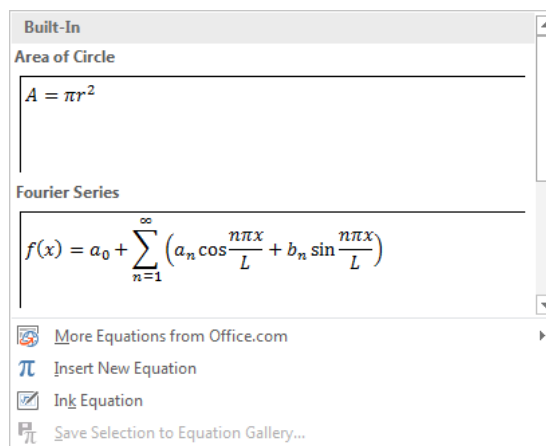 Built-In
Area of Circle
A = πr²
Fourier Series
f(x) = a₀ + ∑_{n=1}^{∞} (aₙ cos nπx/L + bₙ sin nπx/L)
More Equations from Office.com
Insert New Equation
Ink Equation
Save Selection to Equation Gallery...